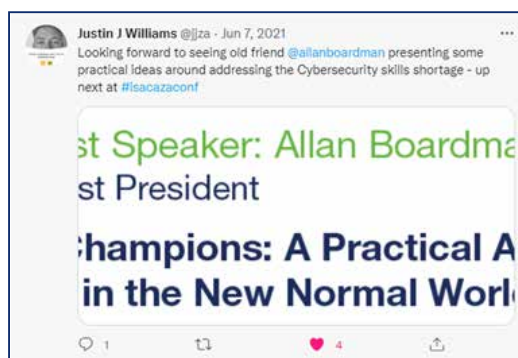 Justin J Williams @jjza · Jun 7, 2021
Looking forward to seeing old friend @allanboardman presenting some
practical ideas around addressing the Cybersecurity skills shortage - up
next at #isacazaconf
st Speaker: Allan Boardma
st President
Champions: A Practical A
in the New Normal Worl
1 4